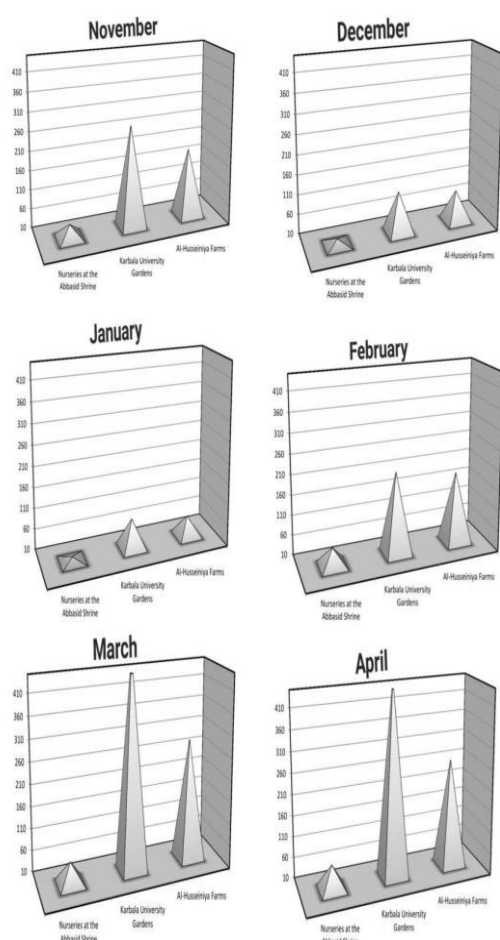 November
410
360
310
260
210
160
110
60
10
Nurseries at the
Abbasid Shrine
Karbala University
Gardens
Al-Husseiniya Farms
December
410
360
310
260
210
160
110
60
10
Nurseries at the
Abbasid Shrine
Karbala University
Gardens
Al-Husseiniya Farms
January
410
360
310
260
210
160
110
60
10
Nurseries at the
Abbasid Shrine
Karbala University
Gardens
Al-Husseiniya Farms
February
410
360
310
260
210
160
110
60
10
Nurseries at the
Abbasid Shrine
Karbala University
Gardens
Al-Husseiniya Farms
March
410
360
310
260
210
160
110
60
10
Nurseries at the
Abbasid Shrine
Karbala University
Gardens
Al-Husseiniya Farms
April
410
360
310
260
210
160
110
60
10
Nurseries at the
Abbasid Shrine
Karbala University
Gardens
Al-Husseiniya Farms